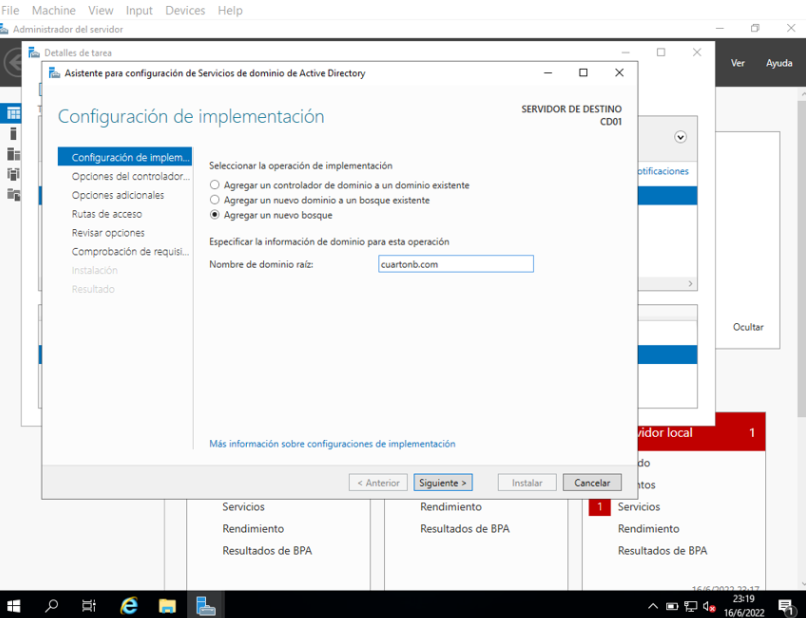 File Machine View Input Devices Help
Administrador del servidor
Detalles de tarea
Ver Ayuda
Asistente para configuración de Servicios de dominio de Active Directory
Configuración de implementación
SERVIDOR DE DESTINO
CD01
Configuración de implem...
Opciones del controlador...
Opciones adicionales
Rutas de acceso
Revisar opciones
Comprobación de requisi...
Instalación
Resultado
Seleccionar la operación de implementación
Agregar un controlador de dominio a un dominio existente
Agregar un nuevo dominio a un bosque existente
Agregar un nuevo bosque
Especificar la información de dominio para esta operación
Nombre de dominio raíz: cuartonb.com
Más información sobre configuraciones de implementación
< Anterior Siguiente > Instalar Cancelar
otificaciones
Ocultar
vidor local 1
do
ntos
Servicios Rendimiento 1 Servicios
Rendimiento Resultados de BPA Rendimiento
Resultados de BPA Resultados de BPA
16/6/2022 23:17
23:19
16/6/2022
1